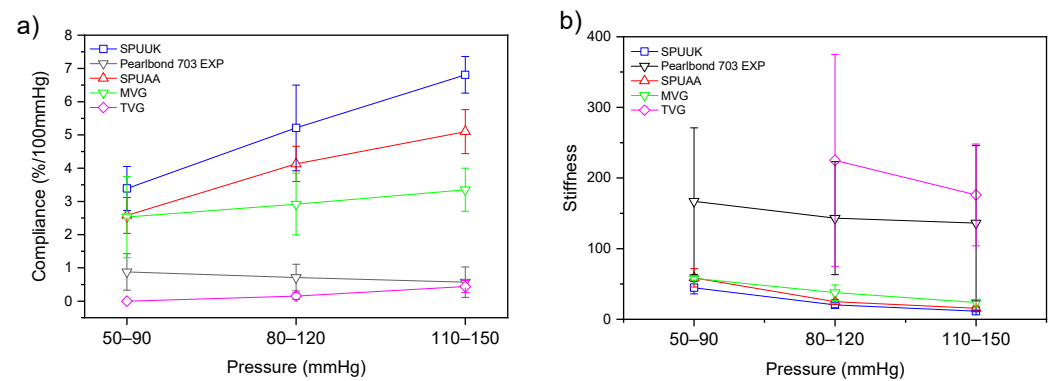 a)
8
7
6
5
4
3
2
1
0
Compliance (%/100mmHg)
SPUUK
Pearlbond 703 EXP
SPUAA
MVG
TVG
50–90
80–120
110–150
Pressure (mmHg)
b)
400
300
200
100
0
Stiffness
SPUUK
Pearlbond 703 EXP
SPUAA
MVG
TVG
50–90
80–120
110–150
Pressure (mmHg)